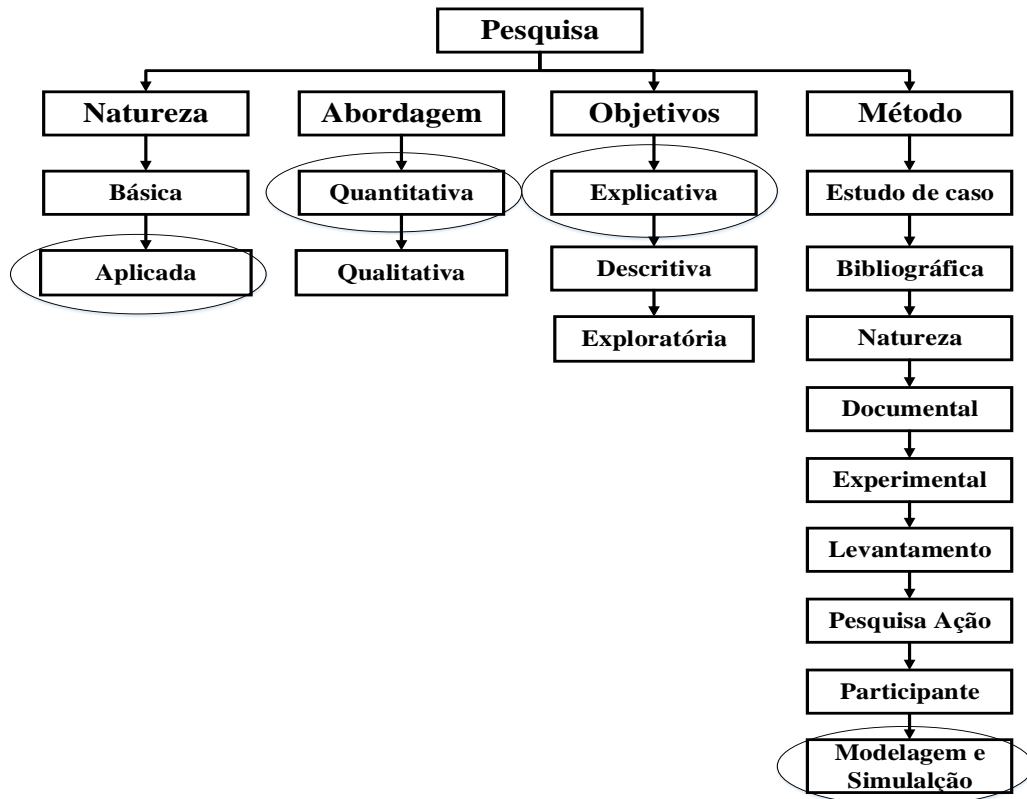 Pesquisa
Natureza
Básica
Aplicada
Abordagem
Quantitativa
Qualitativa
Objetivos
Explicativa
Descritiva
Exploratória
Método
Estudo de caso
Bibliográfica
Natureza
Documental
Experimental
Levantamento
Pesquisa Ação
Participante
Modelagem e
Simulalção